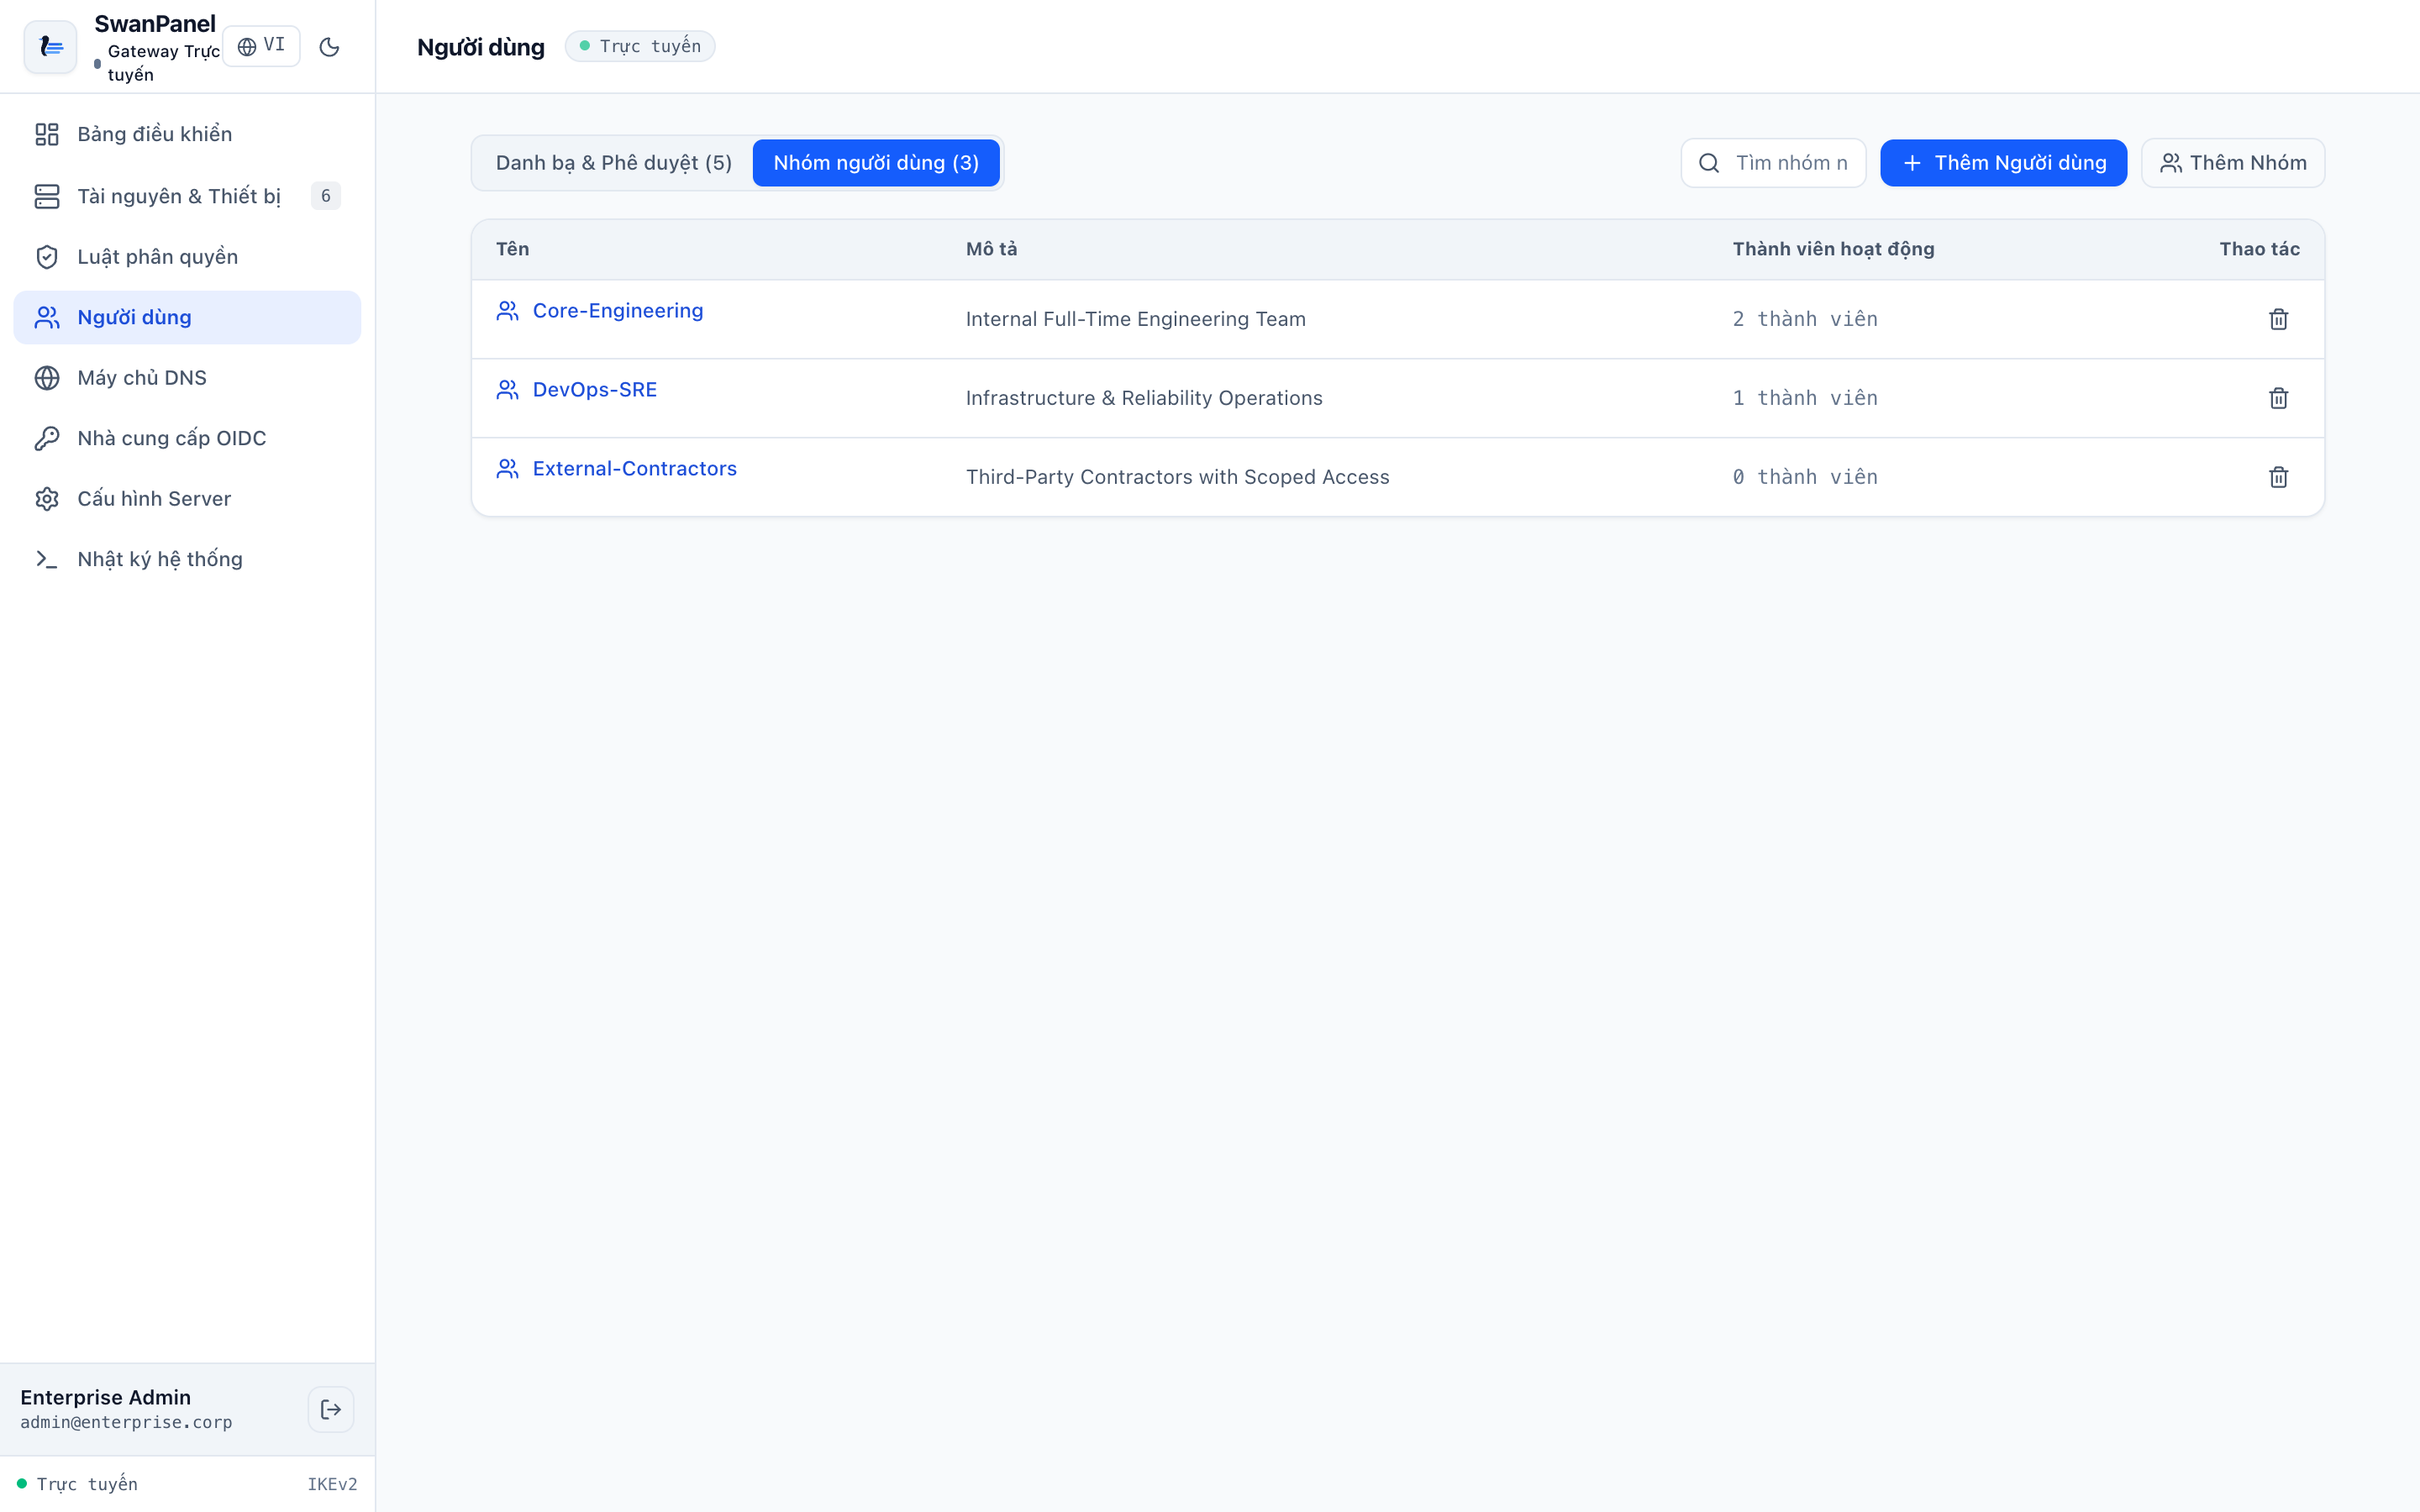 SwanPanel
Gateway Trực
tuyến
VI
Người dùng
Trực tuyến
Bảng điều khiển
Tài nguyên & Thiết bị 6
Luật phân quyền
Người dùng
Máy chủ DNS
Nhà cung cấp OIDC
Cấu hình Server
Nhật ký hệ thống
Danh bạ & Phê duyệt (5)
Nhóm người dùng (3)
Tìm nhóm n
Thêm Người dùng
Thêm Nhóm
Tên Mô tả Thành viên hoạt động Thao tác
Core-Engineering Internal Full-Time Engineering Team 2 thành viên
DevOps-SRE Infrastructure & Reliability Operations 1 thành viên
External-Contractors Third-Party Contractors with Scoped Access 0 thành viên
Enterprise Admin
admin@enterprise.corp
Trực tuyến IKEv2